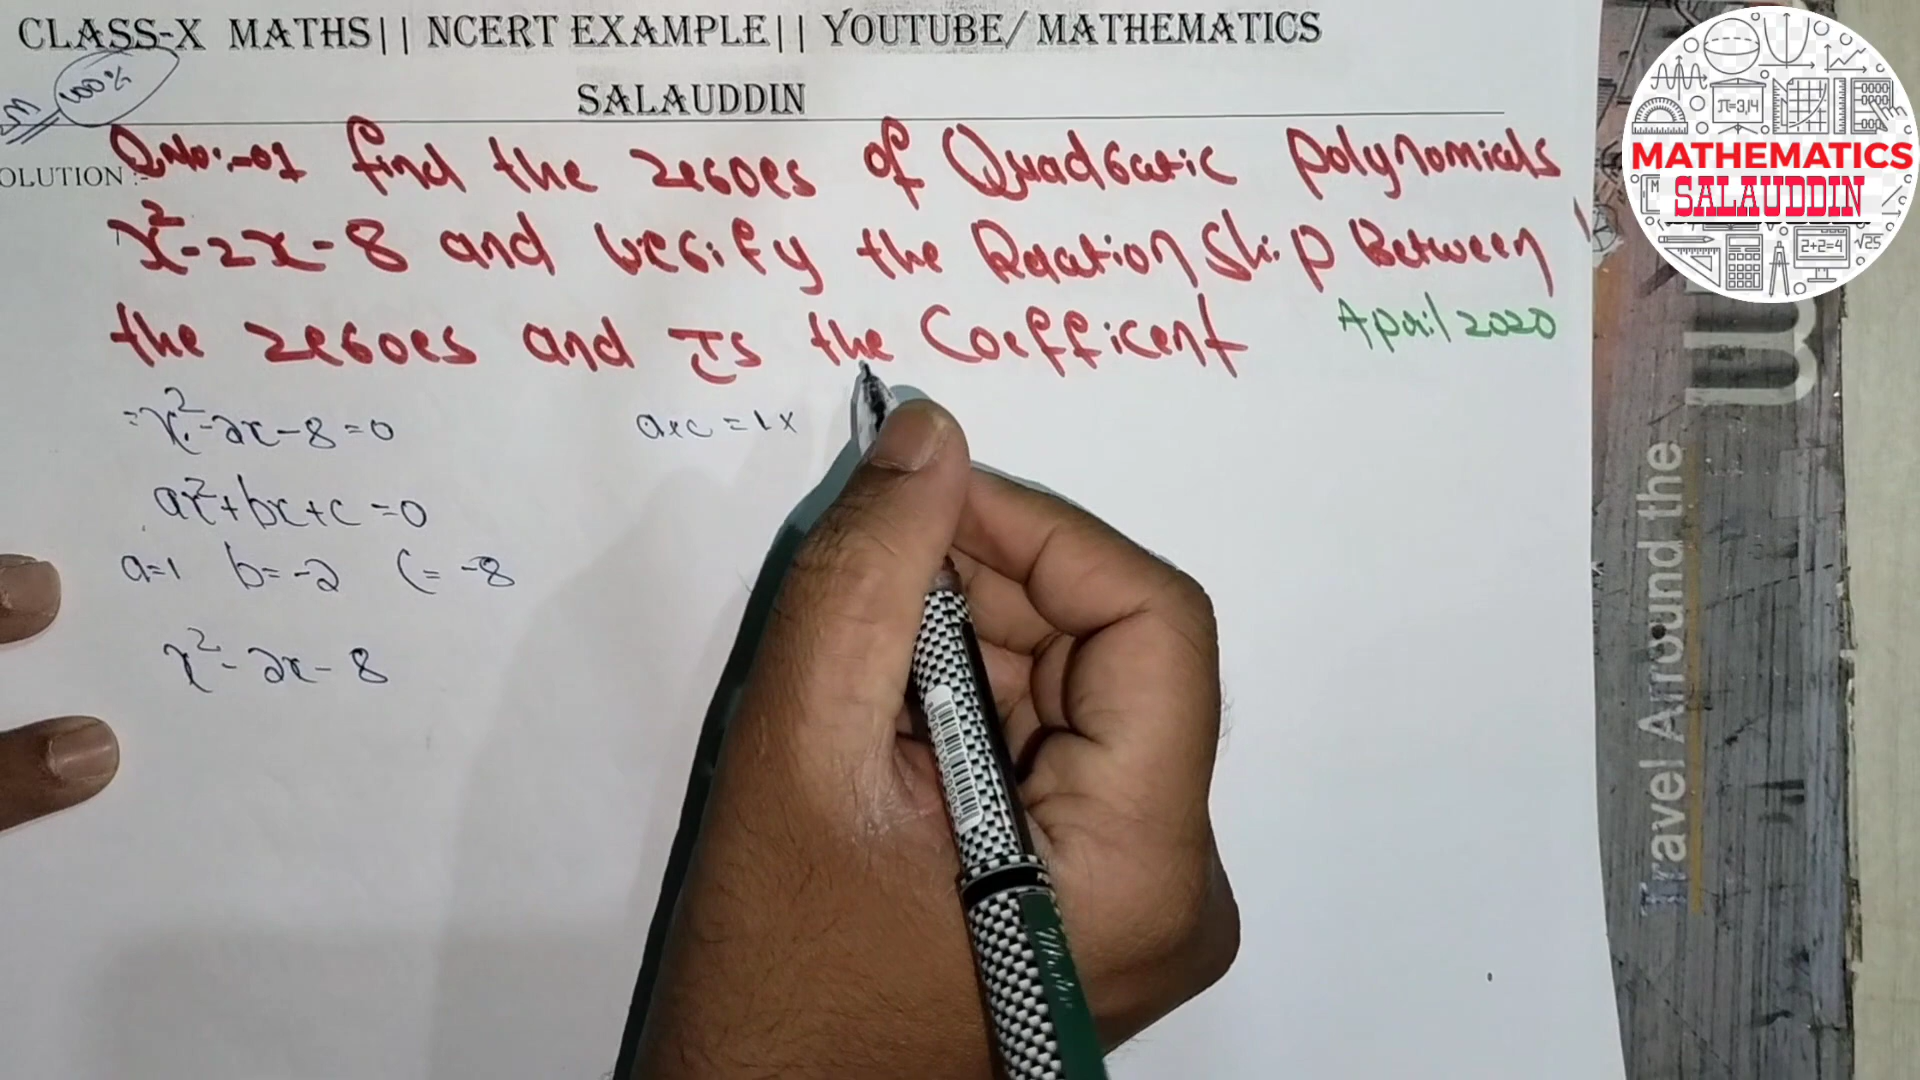 CLASS-X MATHS|| NCERT EXAMPLE|| YOUTUBE/ MATHEMATICS
SALAUDDIN
100%
OLUTION :-
Q.No:-01 find the zeroes of Quadratic polynomials
x²-2x-8 and verify the Relationship Between
the zeroes and Its the Coefficent
April 2020
=x²-2x-8=0
a×c = 1×
ax²+bx+c=0
a=1 b=-2 c=-8
x²-2x-8
MATHEMATICS
SALAUDDIN
π=3,14
2+2=4
√25
Travel Arround the